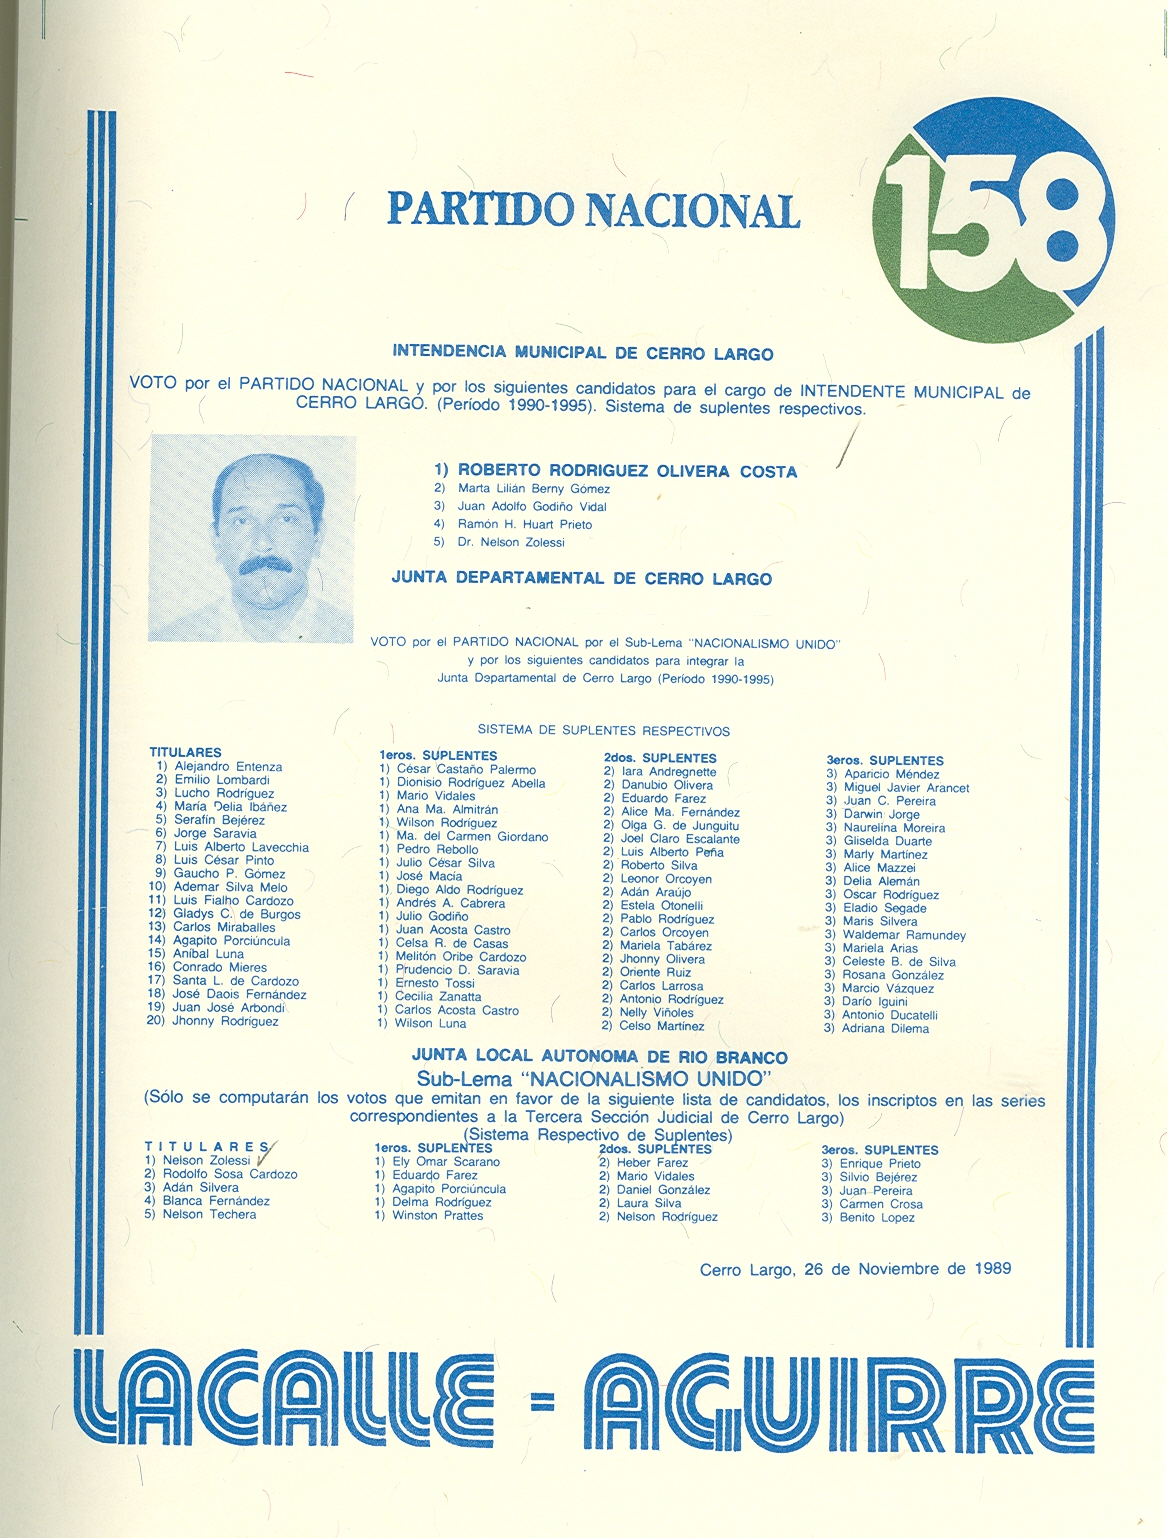 158
PARTIDO NACIONAL
INTENDENCIA MUNICIPAL DE CERRO LARGO
VOTO por el PARTIDO NACIONAL y por los siguientes candidatos para el cargo de INTENDENTE MUNICIPAL de
CERRO LARGO. (Período 1990-1995). Sistema de suplentes respectivos.
1) ROBERTO RODRIGUEZ OLIVERA COSTA
2) Marta Lilián Berny Gómez
3) Juan Adolfo Godiño Vidal
4) Ramón H. Huart Prieto
5) Dr. Nelson Zolessi
JUNTA DEPARTAMENTAL DE CERRO LARGO
VOTO por el PARTIDO NACIONAL por el Sub-Lema "NACIONALISMO UNIDO"
y por los siguientes candidatos para integrar la
Junta Departamental de Cerro Largo (Período 1990-1995)
SISTEMA DE SUPLENTES RESPECTIVOS
TITULARES
1) Alejandro Entenza
2) Emilio Lombardi
3) Lucho Rodríguez
4) María Delia Ibáñez
5) Serafín Bejérez
6) Jorge Saravia
7) Luis Alberto Lavecchia
8) Luis César Pinto
9) Gaucho P. Gómez
10) Ademar Silva Melo
11) Luis Fialho Cardozo
12) Gladys C. de Burgos
13) Carlos Miraballes
14) Agapito Porciúncula
15) Aníbal Luna
16) Conrado Mieres
17) Santa L. de Cardozo
18) José Daois Fernández
19) Juan José Arbondi
20) Jhonny Rodríguez
1eros. SUPLENTES
1) César Castaño Palermo
1) Dionisio Rodríguez Abella
1) Mario Vidales
1) Ana Ma. Almitrán
1) Wilson Rodríguez
1) Ma. del Carmen Giordano
1) Pedro Rebollo
1) Julio César Silva
1) José Macía
1) Diego Aldo Rodríguez
1) Andrés A. Cabrera
1) Julio Godiño
1) Juan Acosta Castro
1) Celsa R. de Casas
1) Melitón Oribe Cardozo
1) Prudencio D. Saravia
1) Ernesto Tossi
1) Cecilia Zanatta
1) Carlos Acosta Castro
1) Wilson Luna
2dos. SUPLENTES
2) Iara Andregnette
2) Danubio Olivera
2) Eduardo Farez
2) Alice Ma. Fernández
2) Olga G. de Junguitu
2) Joel Claro Escalante
2) Luis Alberto Peña
2) Roberto Silva
2) Leonor Orcoyen
2) Adán Araújo
2) Estela Otonelli
2) Pablo Rodríguez
2) Carlos Orcoyen
2) Mariela Tabárez
2) Jhonny Olivera
2) Oriente Ruiz
2) Carlos Larrosa
2) Antonio Rodríguez
2) Nelly Viñoles
2) Celso Martínez
3eros. SUPLENTES
3) Aparicio Méndez
3) Miguel Javier Arancet
3) Juan C. Pereira
3) Darwin Jorge
3) Naurelina Moreira
3) Gliselda Duarte
3) Marly Martínez
3) Alice Mazzei
3) Delia Alemán
3) Oscar Rodríguez
3) Eladio Segade
3) Maris Silvera
3) Waldemar Ramundey
3) Mariela Arias
3) Celeste B. de Silva
3) Rosana González
3) Marcio Vázquez
3) Darío Iguini
3) Antonio Ducatelli
3) Adriana Dilema
JUNTA LOCAL AUTONOMA DE RIO BRANCO
Sub-Lema "NACIONALISMO UNIDO"
(Sólo se computarán los votos que emitan en favor de la siguiente lista de candidatos, los inscriptos en las series
correspondientes a la Tercera Sección Judicial de Cerro Largo)
(Sistema Respectivo de Suplentes)
TITULARES
1) Nelson Zolessi
2) Rodolfo Sosa Cardozo
3) Adán Silvera
4) Blanca Fernández
5) Nelson Techera
1eros. SUPLENTES
1) Ely Omar Scarano
1) Eduardo Farez
1) Agapito Porciúncula
1) Delma Rodríguez
1) Winston Prattes
2dos. SUPLENTES
2) Heber Farez
2) Mario Vidales
2) Daniel González
2) Laura Silva
2) Nelson Rodríguez
3eros. SUPLENTES
3) Enrique Prieto
3) Silvio Bejérez
3) Juan Pereira
3) Carmen Crosa
3) Benito Lopez
Cerro Largo, 26 de Noviembre de 1989
LACALLE = AGUIRRE